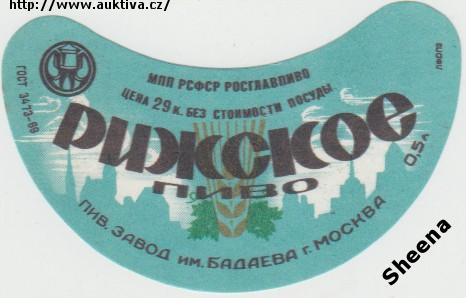 http://www.auktiva.cz/
ГОСТ 3473-69
МПП РСФСР РОСГЛАВПИВО
ЦЕНА 29 К. БЕЗ СТОИМОСТИ ПОСУДЫ
РИЖСКОЕ
ПИВО
0,5 Л
ПИВ. ЗАВОД ИМ. БАДАЕВА Г. МОСКВА
Sheena